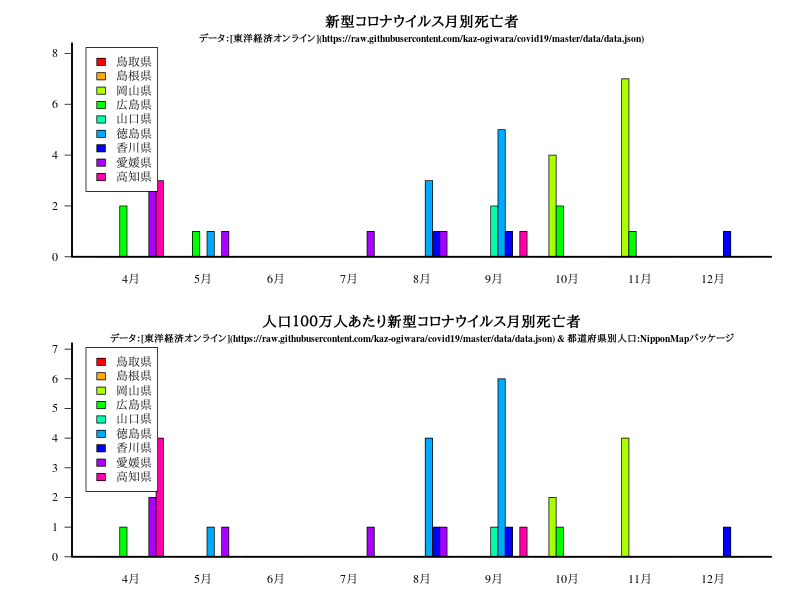 新型コロナウイルス月別死亡者
データ:[東洋経済オンライン](https://raw.githubusercontent.com/kaz-ogiwara/covid19/master/data/data.json)
8
6
4
2
0
鳥取県
島根県
岡山県
広島県
山口県
徳島県
香川県
愛媛県
高知県
4月 5月 6月 7月 8月 9月 10月 11月 12月
人口100万人あたり新型コロナウイルス月別死亡者
データ:[東洋経済オンライン](https://raw.githubusercontent.com/kaz-ogiwara/covid19/master/data/data.json) & 都道府県別人口:NipponMapパッケージ
7
6
5
4
3
2
1
0
鳥取県
島根県
岡山県
広島県
山口県
徳島県
香川県
愛媛県
高知県
4月 5月 6月 7月 8月 9月 10月 11月 12月